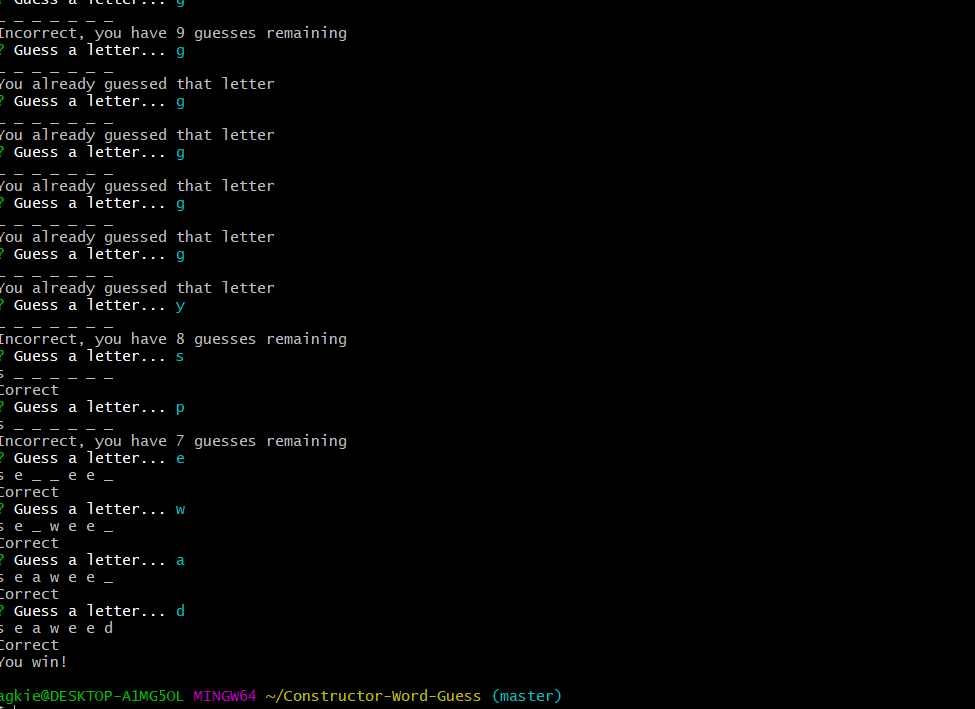 ? Guess a letter... g
_ _ _ _ _ _ _
Incorrect, you have 9 guesses remaining
? Guess a letter... g
_ _ _ _ _ _ _
You already guessed that letter
? Guess a letter... g
_ _ _ _ _ _ _
You already guessed that letter
? Guess a letter... g
_ _ _ _ _ _ _
You already guessed that letter
? Guess a letter... g
_ _ _ _ _ _ _
You already guessed that letter
? Guess a letter... g
_ _ _ _ _ _ _
You already guessed that letter
? Guess a letter... y
_ _ _ _ _ _ _
Incorrect, you have 8 guesses remaining
? Guess a letter... s
s _ _ _ _ _ _
Correct
? Guess a letter... p
s _ _ _ _ _ _
Incorrect, you have 7 guesses remaining
? Guess a letter... e
s e _ _ e e _
Correct
? Guess a letter... w
s e _ w e e _
Correct
? Guess a letter... a
s e a w e e _
Correct
? Guess a letter... d
s e a w e e d
Correct
You win!
agkie@DESKTOP-A1MG5OL MINGW64 ~/Constructor-Word-Guess (master)